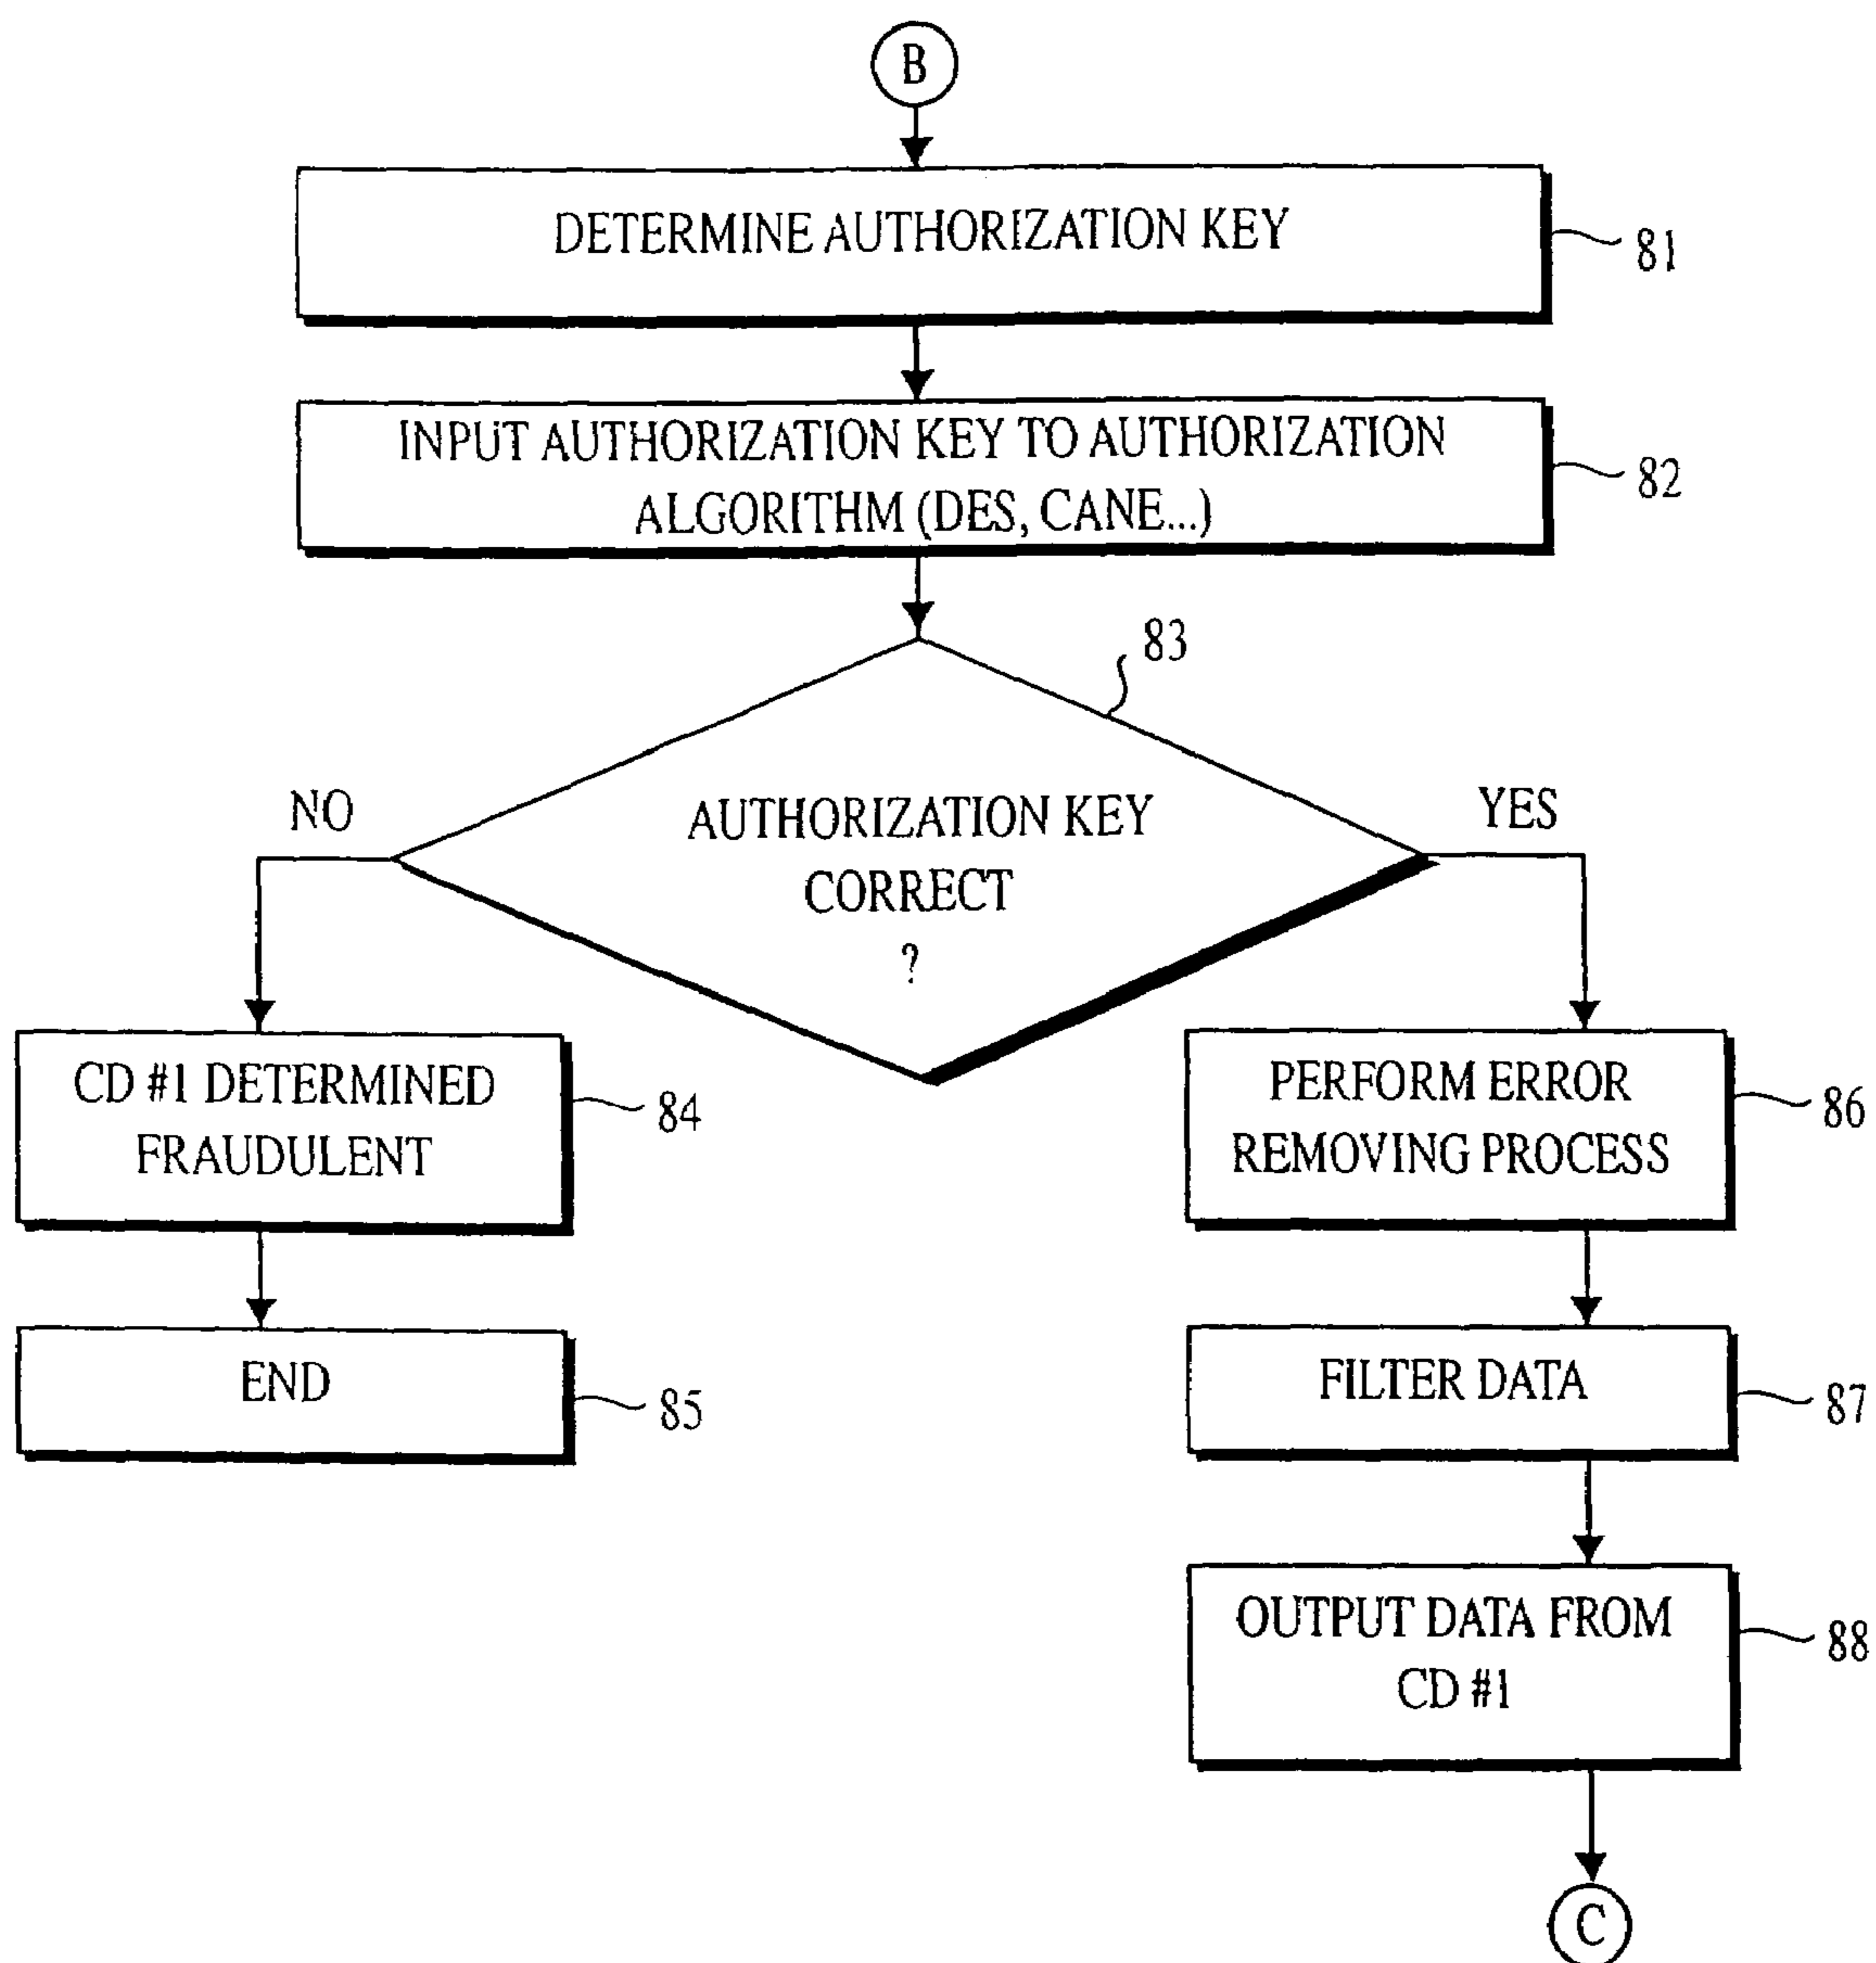 B
DETERMINE AUTHORIZATION KEY
81
INPUT AUTHORIZATION KEY TO AUTHORIZATION
ALGORITHM (DES, CANE...)
82
83
NO
AUTHORIZATION KEY
CORRECT
?
YES
CD #1 DETERMINED
FRAUDULENT
84
PERFORM ERROR
REMOVING PROCESS
86
END
85
FILTER DATA
87
OUTPUT DATA FROM
CD #1
88
C